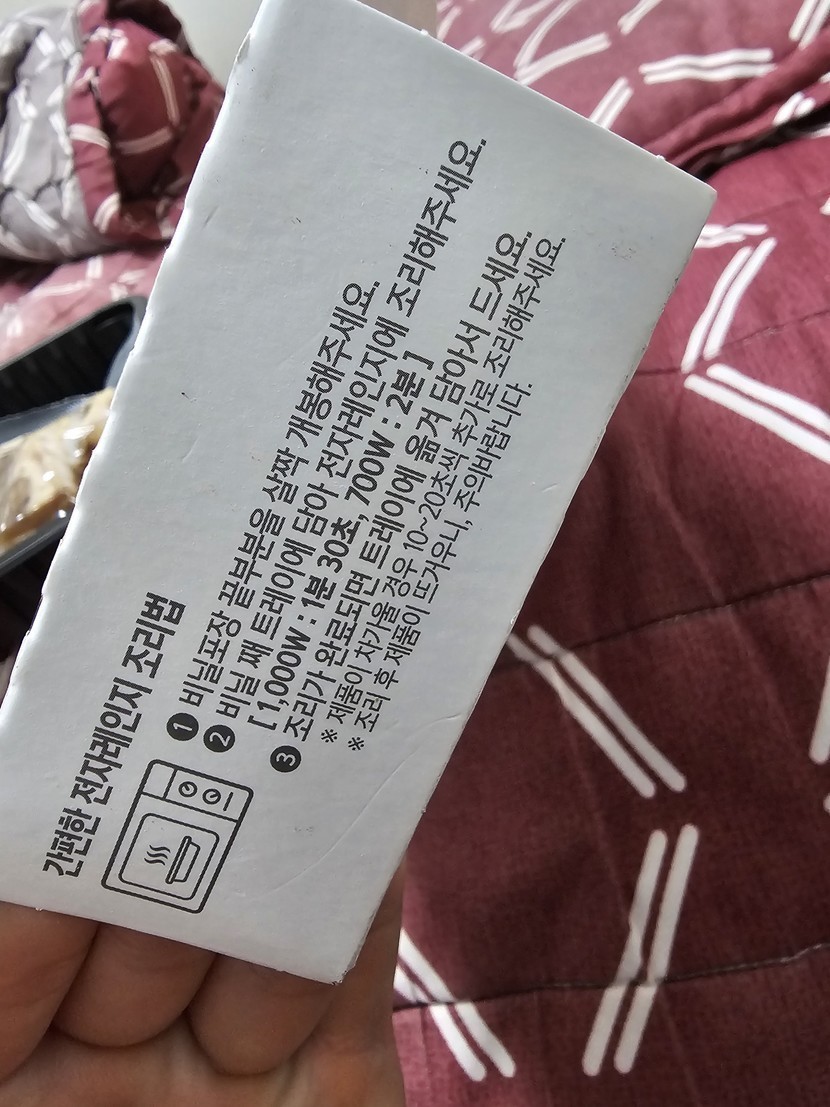 간편한 전자레인지 조리법
❶ 비닐포장 끝부분을 살짝 개봉해주세요.
❷ 비닐 째 트레이에 담아 전자레인지에 조리해주세요.
[ 1,000W : 1분 30초, 700W : 2분 ]
❸ 조리가 완료되면 트레이에 옮겨 담아서 드세요.
※ 제품이 차가울 경우 10~20초씩 추가로 조리해주세요.
※ 조리 후 제품이 뜨거우니, 주의바랍니다.